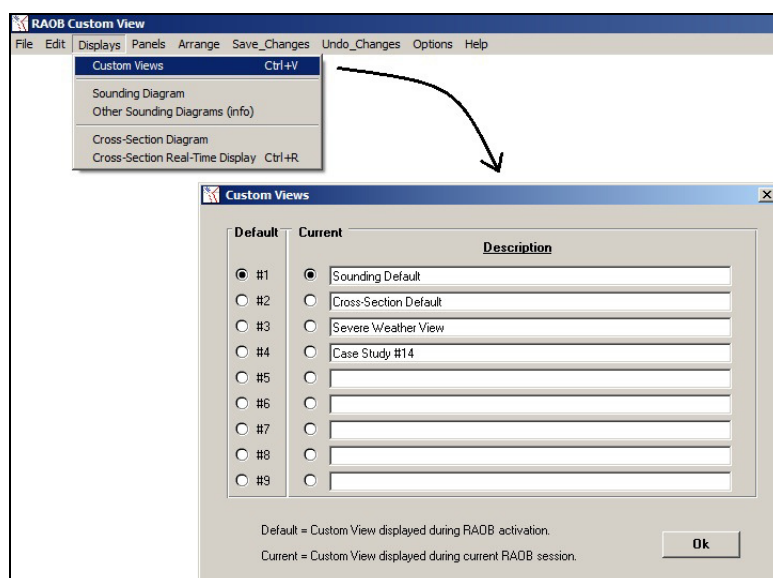 RAOB Custom View
File Edit Displays Panels Arrange Save_Changes Undo_Changes Options Help
Custom Views Ctrl+V
Sounding Diagram
Other Sounding Diagrams (info)
Cross-Section Diagram
Cross-Section Real-Time Display Ctrl+R
Custom Views
Default Current
Description
#1 Sounding Default
#2 Cross-Section Default
#3 Severe Weather View
#4 Case Study #14
#5
#6
#7
#8
#9
Default = Custom View displayed during RAOB activation.
Current = Custom View displayed during current RAOB session.
Ok